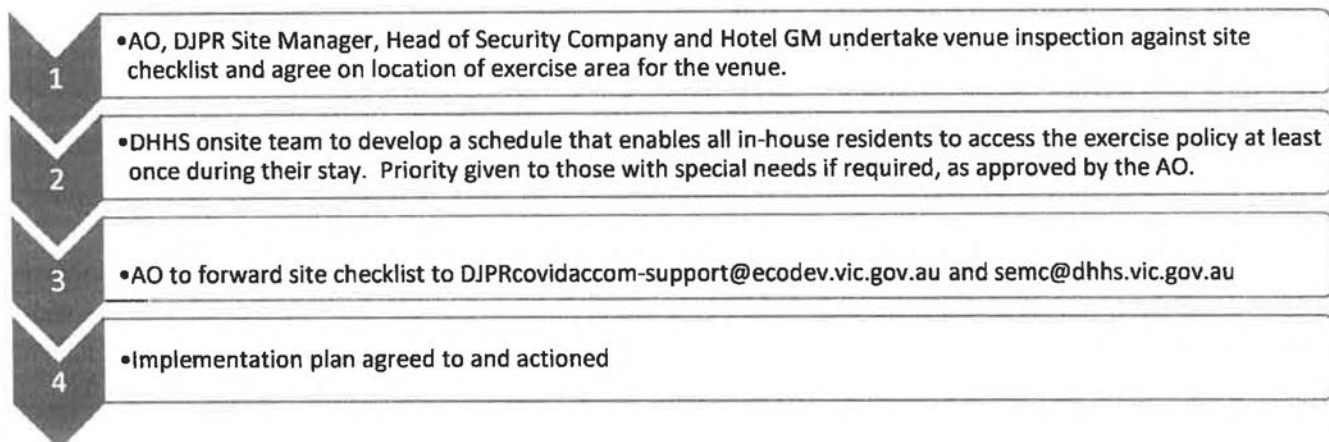 1
•AO, DJPR Site Manager, Head of Security Company and Hotel GM undertake venue inspection against site
checklist and agree on location of exercise area for the venue.
2
•DHHS onsite team to develop a schedule that enables all in-house residents to access the exercise policy at least
once during their stay.  Priority given to those with special needs if required, as approved by the AO.
3
•AO to forward site checklist to DJPRcovidaccom-support@ecodev.vic.gov.au and semc@dhhs.vic.gov.au
4
•Implementation plan agreed to and actioned